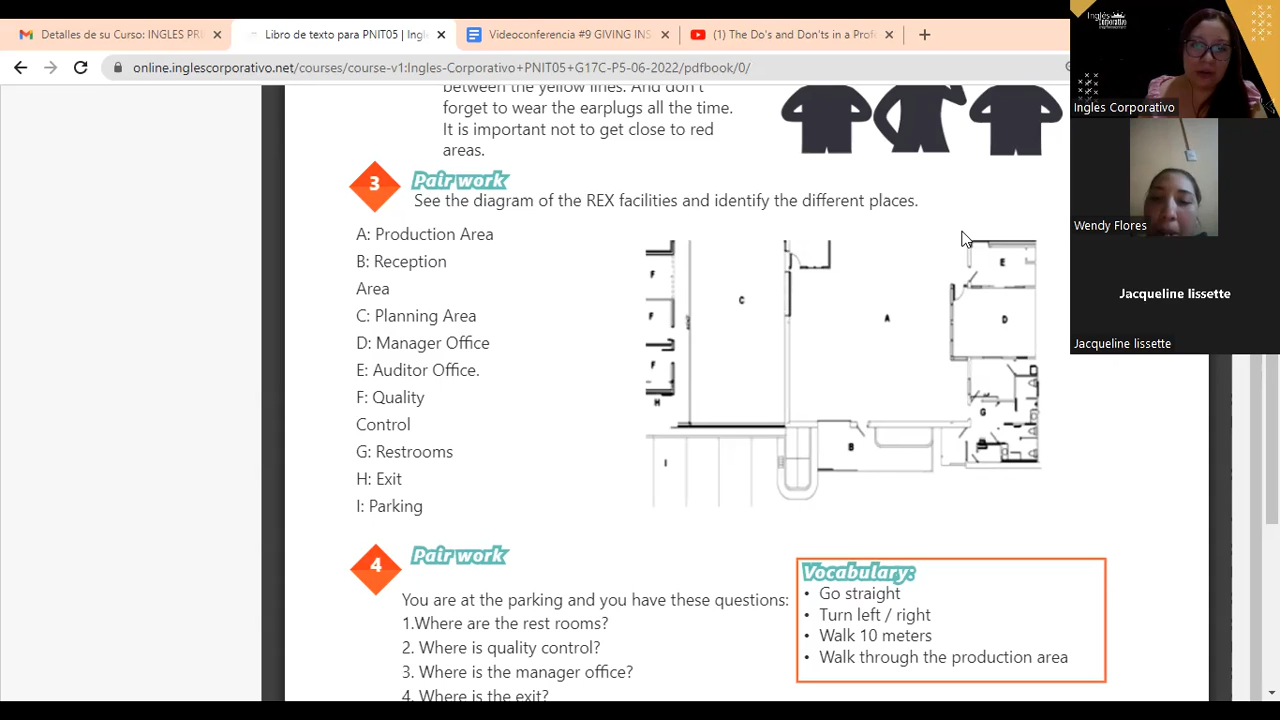 Detalles de su Curso: INGLES PR
Libro de texto para PNIT05 | Ingl
Videoconferencia #9 GIVING INS
(1) The Do's and Don'ts in a Prof
online.inglescorporativo.net/courses/course-v1:Ingles-Corporativo+PNIT05+G17C-P5-06-2022/pdfbook/0/
Inglés
Corporativo
Ingles Corporativo
Wendy Flores
Jacqueline lissette
Jacqueline lissette
between the yellow lines. And don't
forget to wear the earplugs all the time.
It is important not to get close to red
areas.
3
Pair work
See the diagram of the REX facilities and identify the different places.
A: Production Area
B: Reception
Area
C: Planning Area
D: Manager Office
E: Auditor Office.
F: Quality
Control
G: Restrooms
H: Exit
I: Parking
F
F
F
H
C
A
E
D
G
B
I
4
Pair work
You are at the parking and you have these questions:
1.Where are the rest rooms?
2. Where is quality control?
3. Where is the manager office?
4. Where is the exit?
Vocabulary:
• Go straight
• Turn left / right
• Walk 10 meters
• Walk through the production area